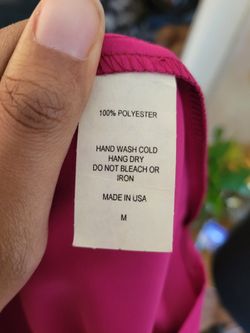 100% POLYESTER
HAND WASH COLD
HANG DRY
DO NOT BLEACH OR
IRON
MADE IN USA
M